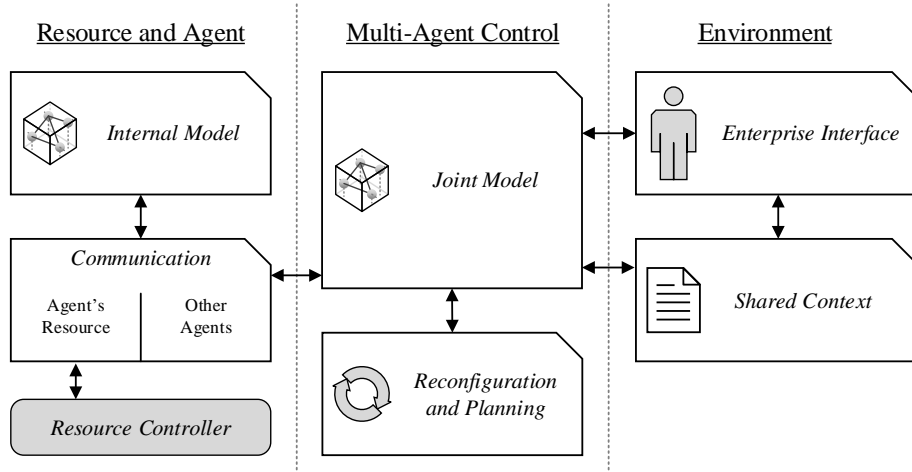 Resource and Agent
Internal Model
Communication
Agent's
Resource
Other
Agents
Resource Controller
Multi-Agent Control
Joint Model
Reconfiguration
and Planning
Environment
Enterprise Interface
Shared Context